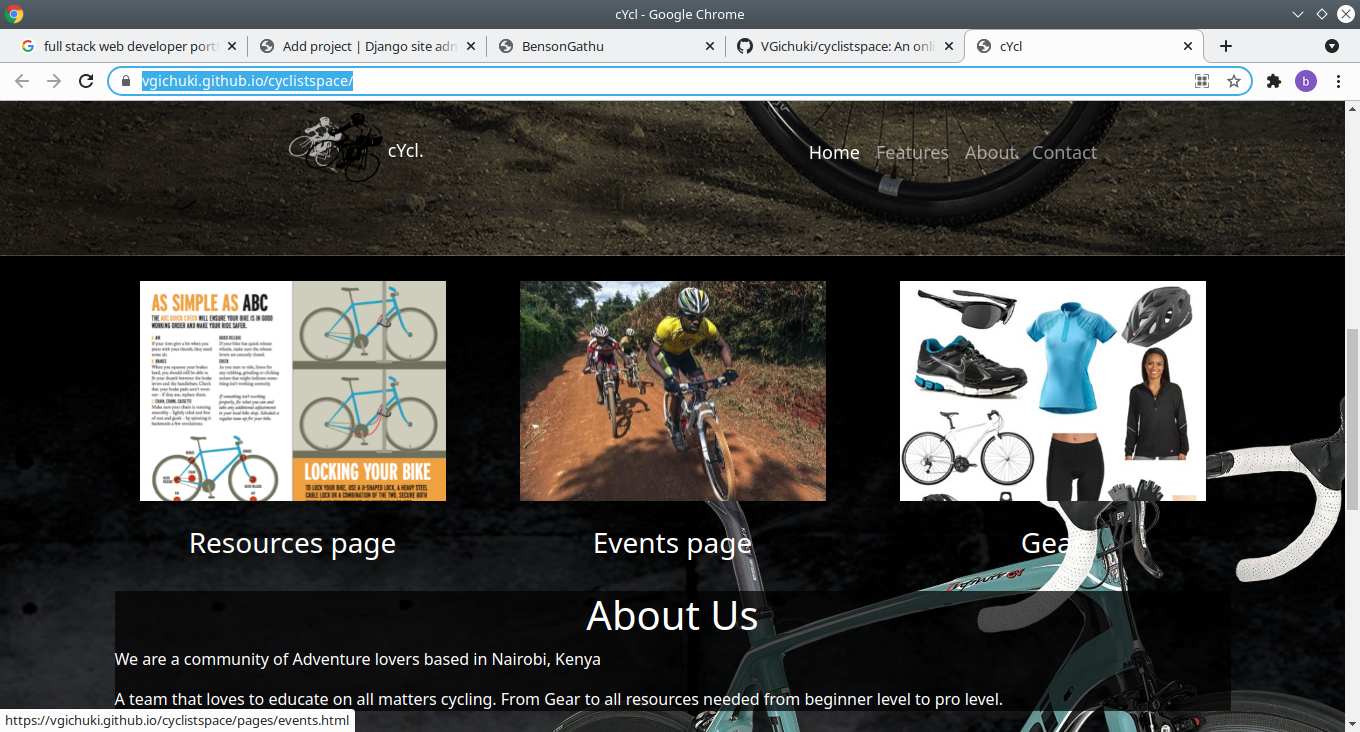 cYcl - Google Chrome
full stack web developer port
Add project | Django site adm
BensonGathu
VGichuki/cyclistspace: An onli
cYcl
vgichuki.github.io/cyclistspace/
b
cYcl.
Home Features About. Contact
AS SIMPLE AS ABC
THE ABC QUICK CHECK WILL ENSURE YOUR BIKE IS IN GOOD
WORKING ORDER AND MAKE YOUR RIDE SAFER.
LOCKING YOUR BIKE
TO LOCK YOUR BIKE, USE A U-SHAPED LOCK, A HEAVY STEEL
CABLE LOCK OR A COMBINATION OF THE TWO. SECURE BOTH
Resources page
Events page
Gear
About Us
We are a community of Adventure lovers based in Nairobi, Kenya
A team that loves to educate on all matters cycling. From Gear to all resources needed from beginner level to pro level.
https://vgichuki.github.io/cyclistspace/pages/events.html